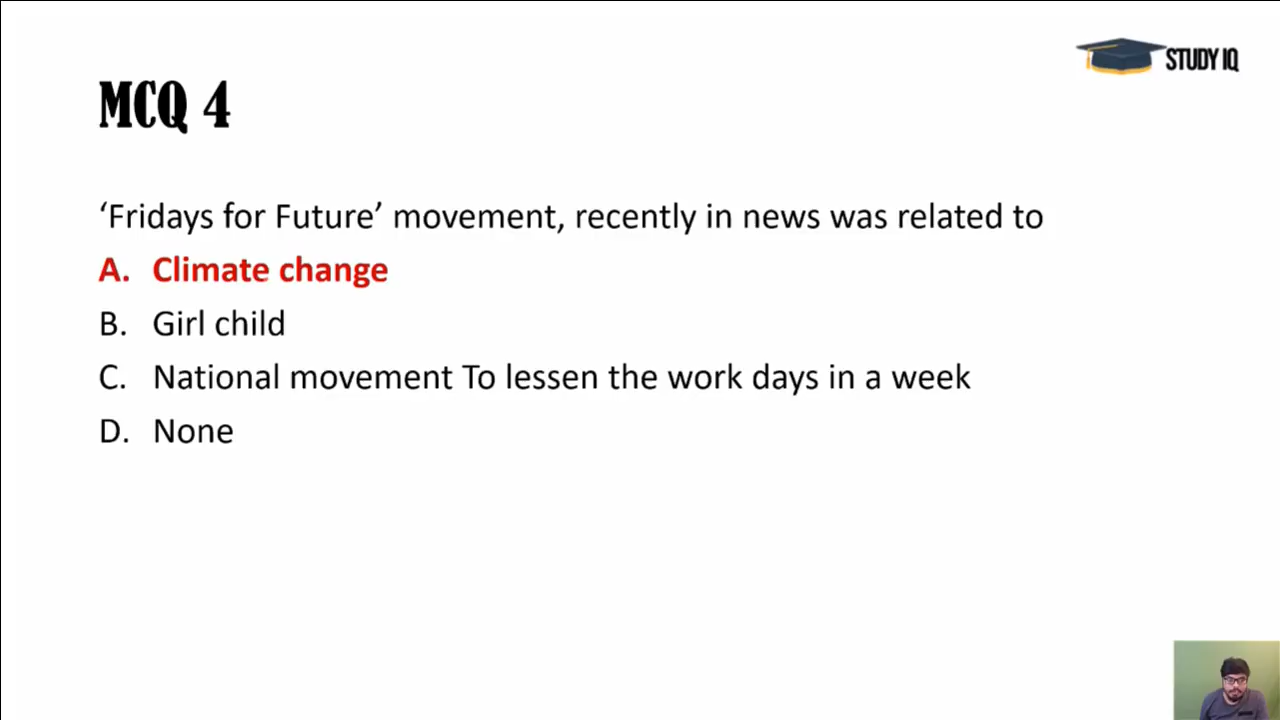 STUDY IQ
MCQ 4
‘Fridays for Future’ movement, recently in news was related to
A. Climate change
B. Girl child
C. National movement To lessen the work days in a week
D. None